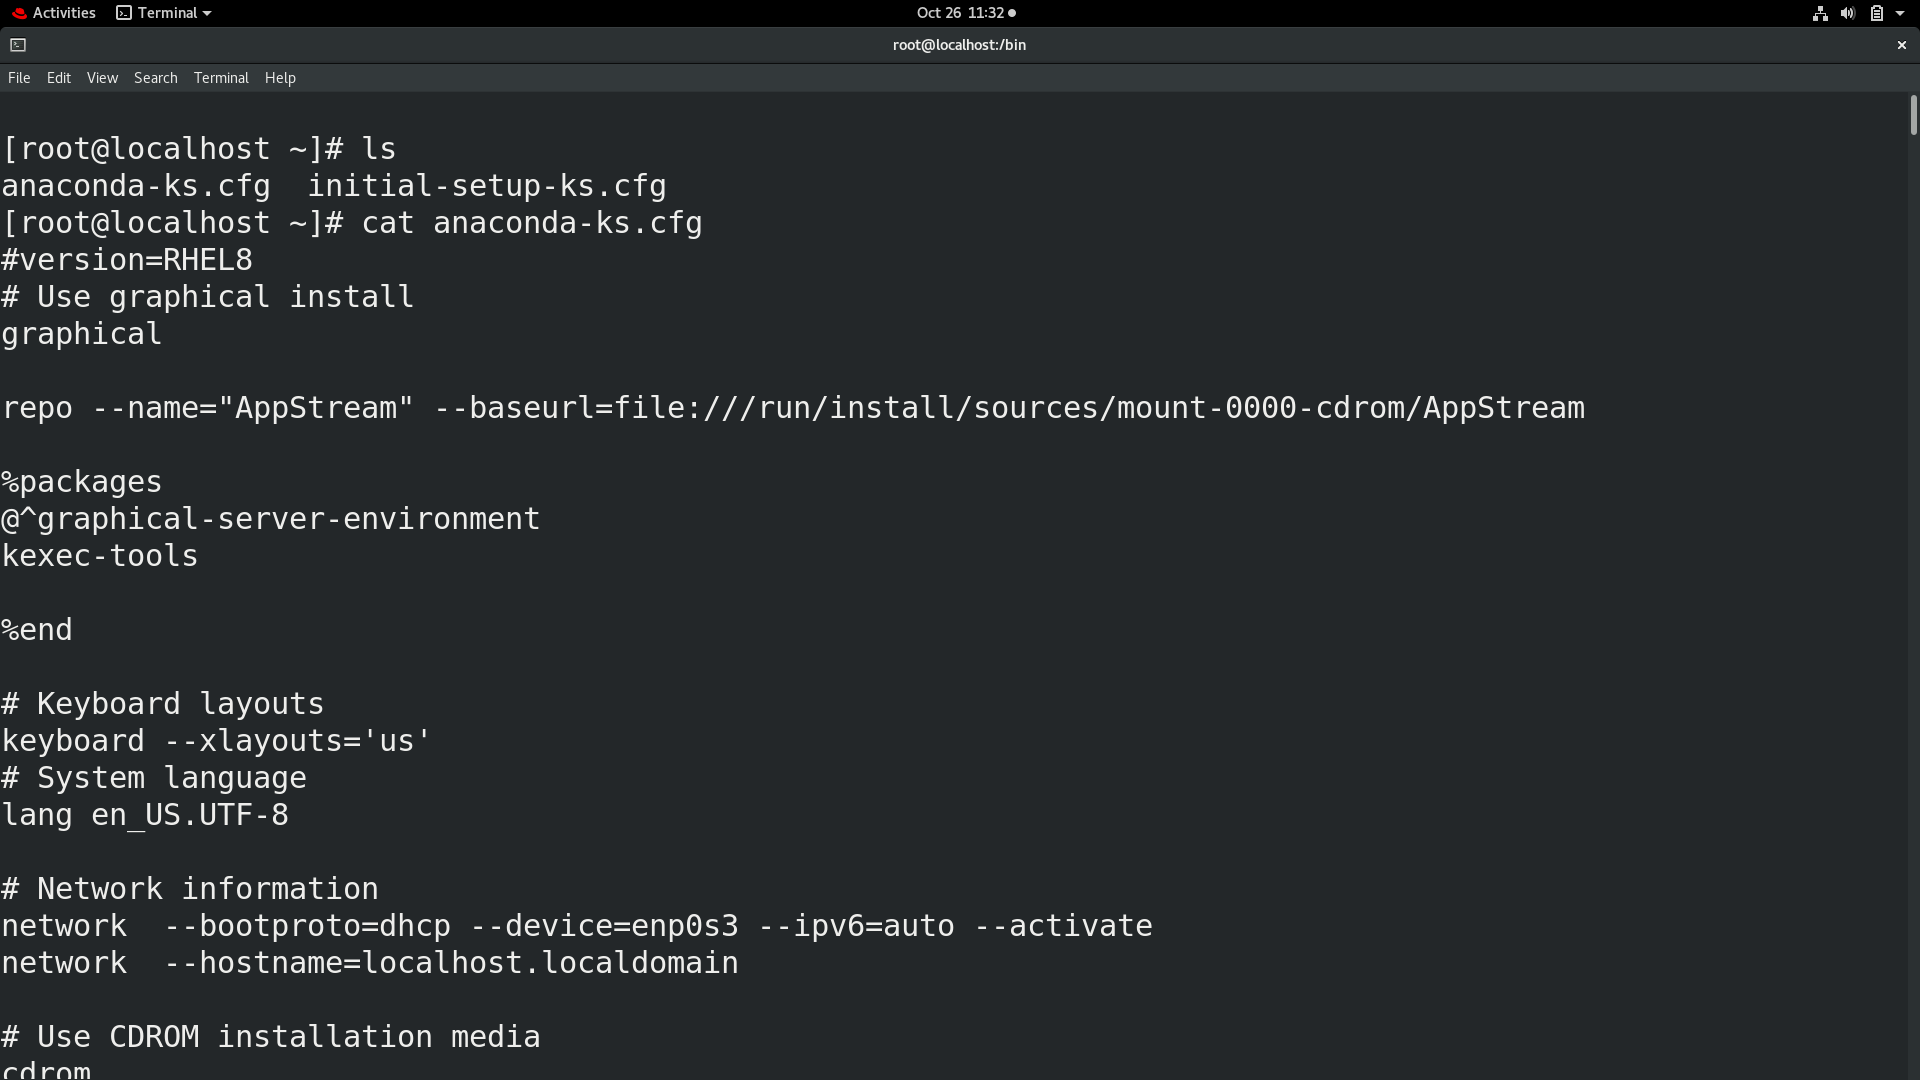 Activities Terminal Oct 26 11:32
root@localhost:/bin
File Edit View Search Terminal Help
[root@localhost ~]# ls
anaconda-ks.cfg  initial-setup-ks.cfg
[root@localhost ~]# cat anaconda-ks.cfg
#version=RHEL8
# Use graphical install
graphical
repo --name="AppStream" --baseurl=file:///run/install/sources/mount-0000-cdrom/AppStream
%packages
@^graphical-server-environment
kexec-tools
%end
# Keyboard layouts
keyboard --xlayouts='us'
# System language
lang en_US.UTF-8
# Network information
network  --bootproto=dhcp --device=enp0s3 --ipv6=auto --activate
network  --hostname=localhost.localdomain
# Use CDROM installation media
cdrom